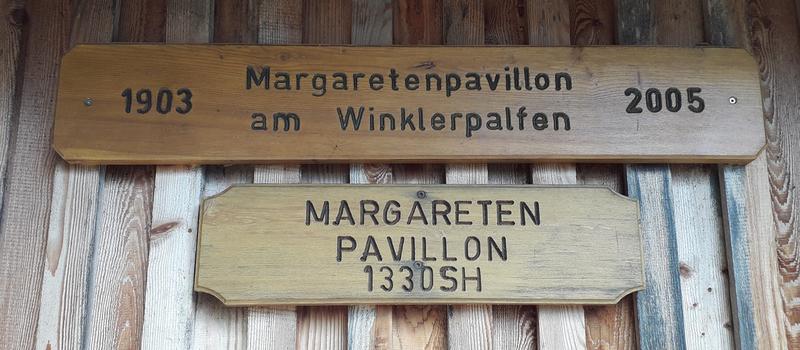 1903 Margaretenpavillon 2005
am Winklerpalfen
MARGARETEN
PAVILLON
1330SH